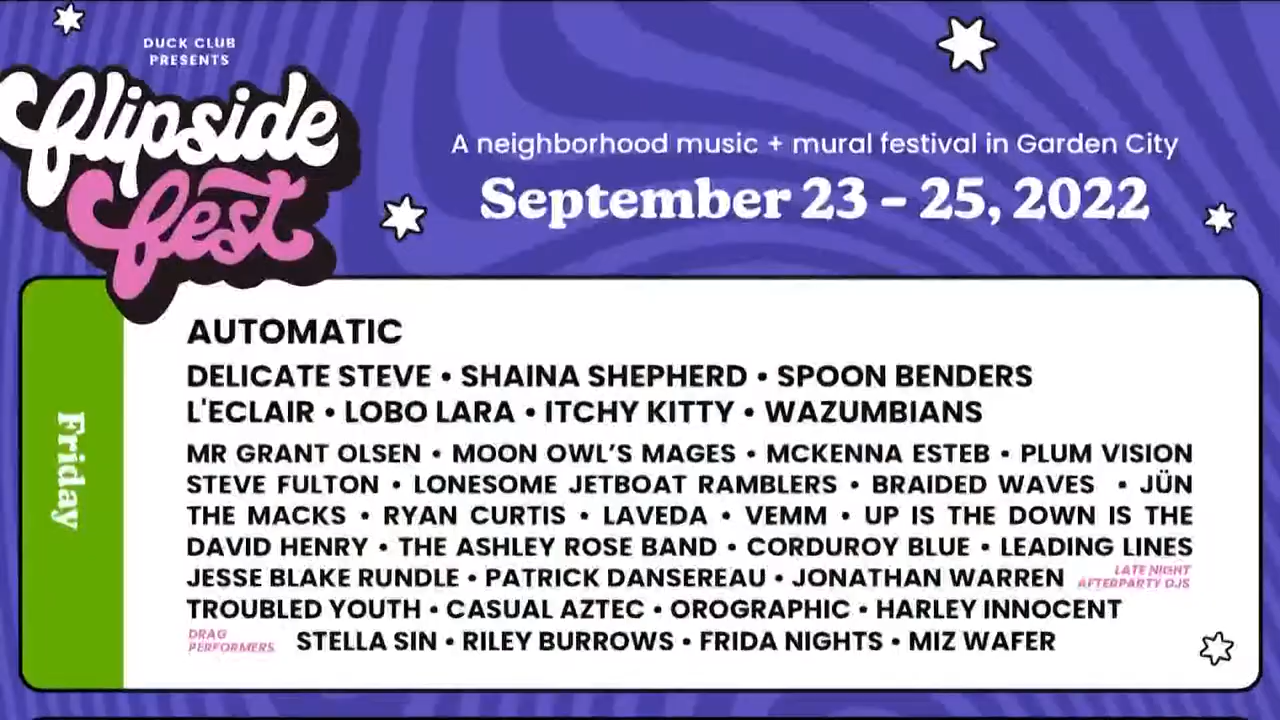 DUCK CLUB
PRESENTS
flipside
fest
A neighborhood music + mural festival in Garden City
September 23 – 25, 2022
Friday
AUTOMATIC
DELICATE STEVE • SHAINA SHEPHERD • SPOON BENDERS
L'ECLAIR • LOBO LARA • ITCHY KITTY • WAZUMBIANS
MR GRANT OLSEN • MOON OWL’S MAGES • MCKENNA ESTEB • PLUM VISION
STEVE FULTON • LONESOME JETBOAT RAMBLERS • BRAIDED WAVES • JÜN
THE MACKS • RYAN CURTIS • LAVEDA • VEMM • UP IS THE DOWN IS THE
DAVID HENRY • THE ASHLEY ROSE BAND • CORDUROY BLUE • LEADING LINES
JESSE BLAKE RUNDLE • PATRICK DANSEREAU • JONATHAN WARREN
LATE NIGHT
AFTERPARTY DJS
TROUBLED YOUTH • CASUAL AZTEC • OROGRAPHIC • HARLEY INNOCENT
DRAG
PERFORMERS
STELLA SIN • RILEY BURROWS • FRIDA NIGHTS • MIZ WAFER